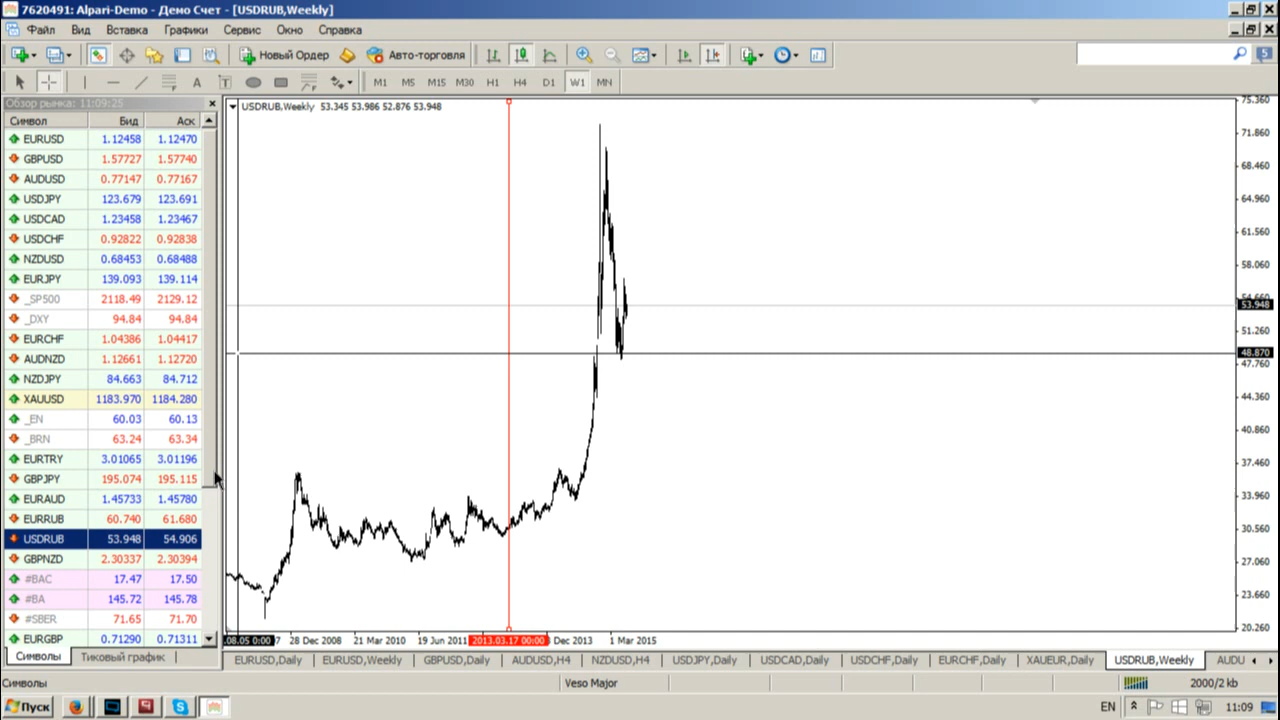 7620491: Alpari-Demo - Демо Счет - [USDRUB,Weekly]
Файл Вид Вставка Графики Сервис Окно Справка
Новый Ордер Авто-торговля 5
A T M1 M5 M15 M30 H1 H4 D1 W1 MN
Обзор рынка: 11:09:25
Символ Бид Аск
EURUSD 1.12458 1.12470
GBPUSD 1.57727 1.57740
AUDUSD 0.77147 0.77167
USDJPY 123.679 123.691
USDCAD 1.23458 1.23467
USDCHF 0.92822 0.92838
NZDUSD 0.68453 0.68488
EURJPY 139.093 139.114
_SP500 2118.49 2129.12
_DXY 94.84 94.84
EURCHF 1.04386 1.04417
AUDNZD 1.12661 1.12720
NZDJPY 84.663 84.712
XAUUSD 1183.970 1184.280
_EN 60.03 60.13
_BRN 63.24 63.34
EURTRY 3.01065 3.01196
GBPJPY 195.074 195.115
EURAUD 1.45733 1.45780
EURRUB 60.740 61.680
USDRUB 53.948 54.906
GBPNZD 2.30337 2.30394
#BAC 17.47 17.50
#BA 145.72 145.78
#SBER 71.65 71.70
EURGBP 0.71290 0.71311
Символы Тиковый график
USDRUB,Weekly 53.345 53.986 52.876 53.948
75.360
71.860
68.460
64.960
61.560
58.060
54.660
53.948
51.260
48.870
47.760
44.360
40.860
37.460
33.960
30.560
27.060
23.660
20.260
.08.05 0:00 7 28 Dec 2008 21 Mar 2010 19 Jun 2011 2013.03.17 00:00 Dec 2013 1 Mar 2015
EURUSD,Daily EURUSD,Weekly GBPUSD,Daily AUDUSD,H4 NZDUSD,H4 USDJPY,Daily USDCAD,Daily USDCHF,Daily EURCHF,Daily XAUEUR,Daily USDRUB,Weekly AUDU
Символы Veso Major 2000/2 kb
Пуск EN 11:09